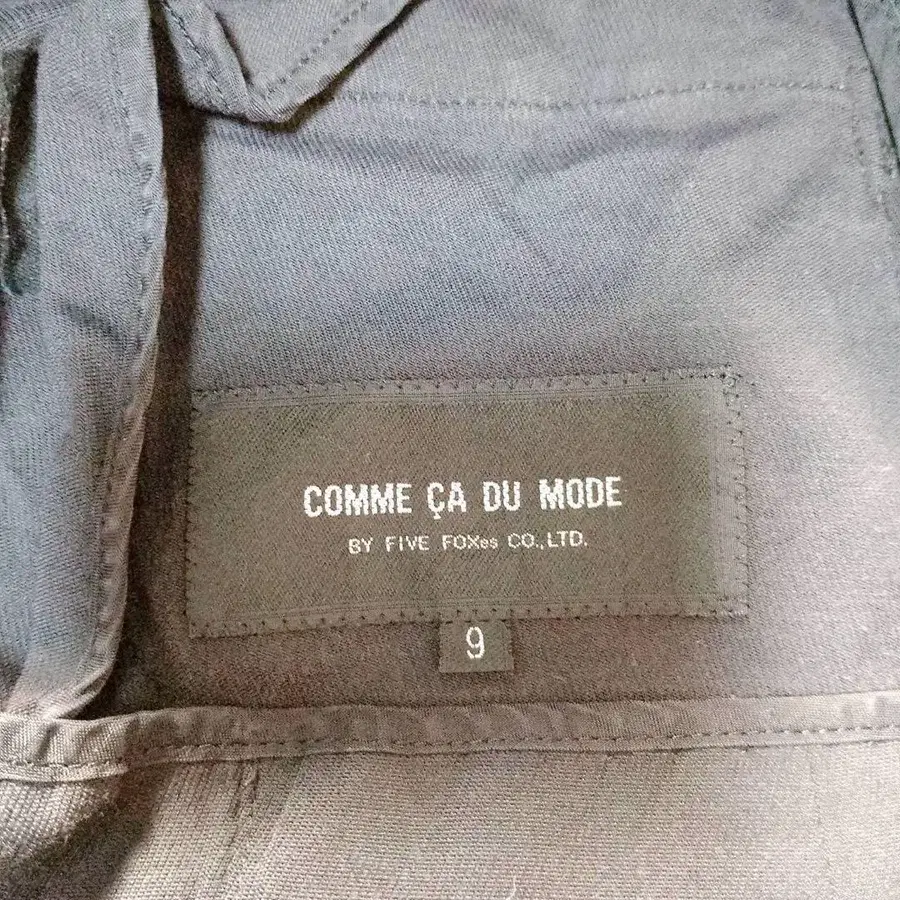 COMME ÇA DU MODE
BY FIVE FOXes CO.,LTD.
9